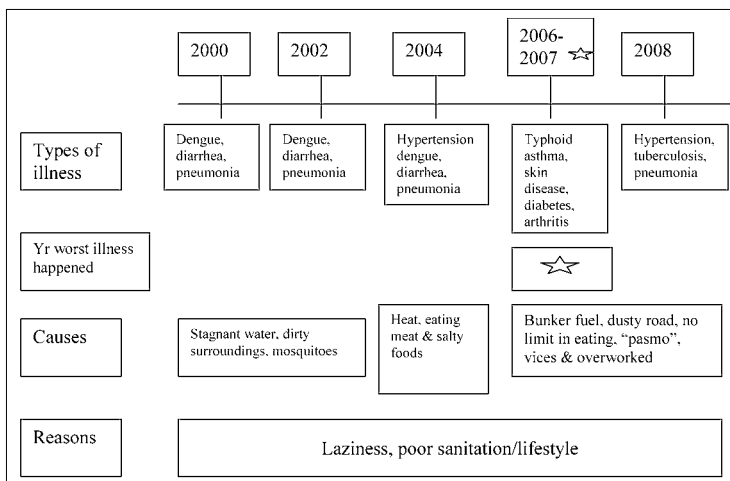 2000
2002
2004
2006-
2007
2008
Types of
illness
Dengue,
diarrhea,
pneumonia
Dengue,
diarrhea,
pneumonia
Hypertension
dengue,
diarrhea,
pneumonia
Typhoid
asthma,
skin
disease,
diabetes,
arthritis
Hypertension,
tuberculosis,
pneumonia
Yr worst illness
happened
Causes
Stagnant water, dirty
surroundings, mosquitoes
Heat, eating
meat & salty
foods
Bunker fuel, dusty road, no
limit in eating, “pasmo”,
vices & overworked
Reasons
Laziness, poor sanitation/lifestyle